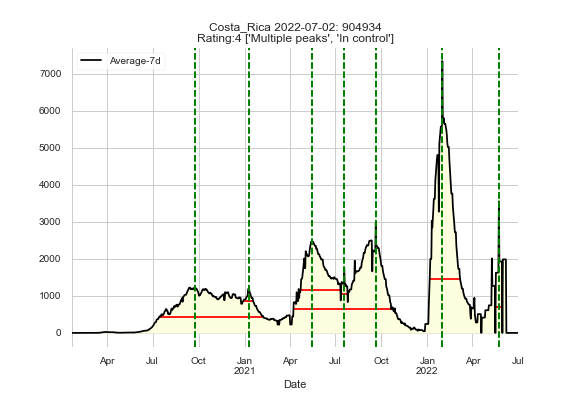 Costa_Rica 2022-07-02: 904934
Rating:4 ['Multiple peaks', 'In control']
Average-7d
7000
6000
5000
4000
3000
2000
1000
0
Apr Jul Oct Jan Apr Jul Oct Jan Apr Jul
2021 2022
Date